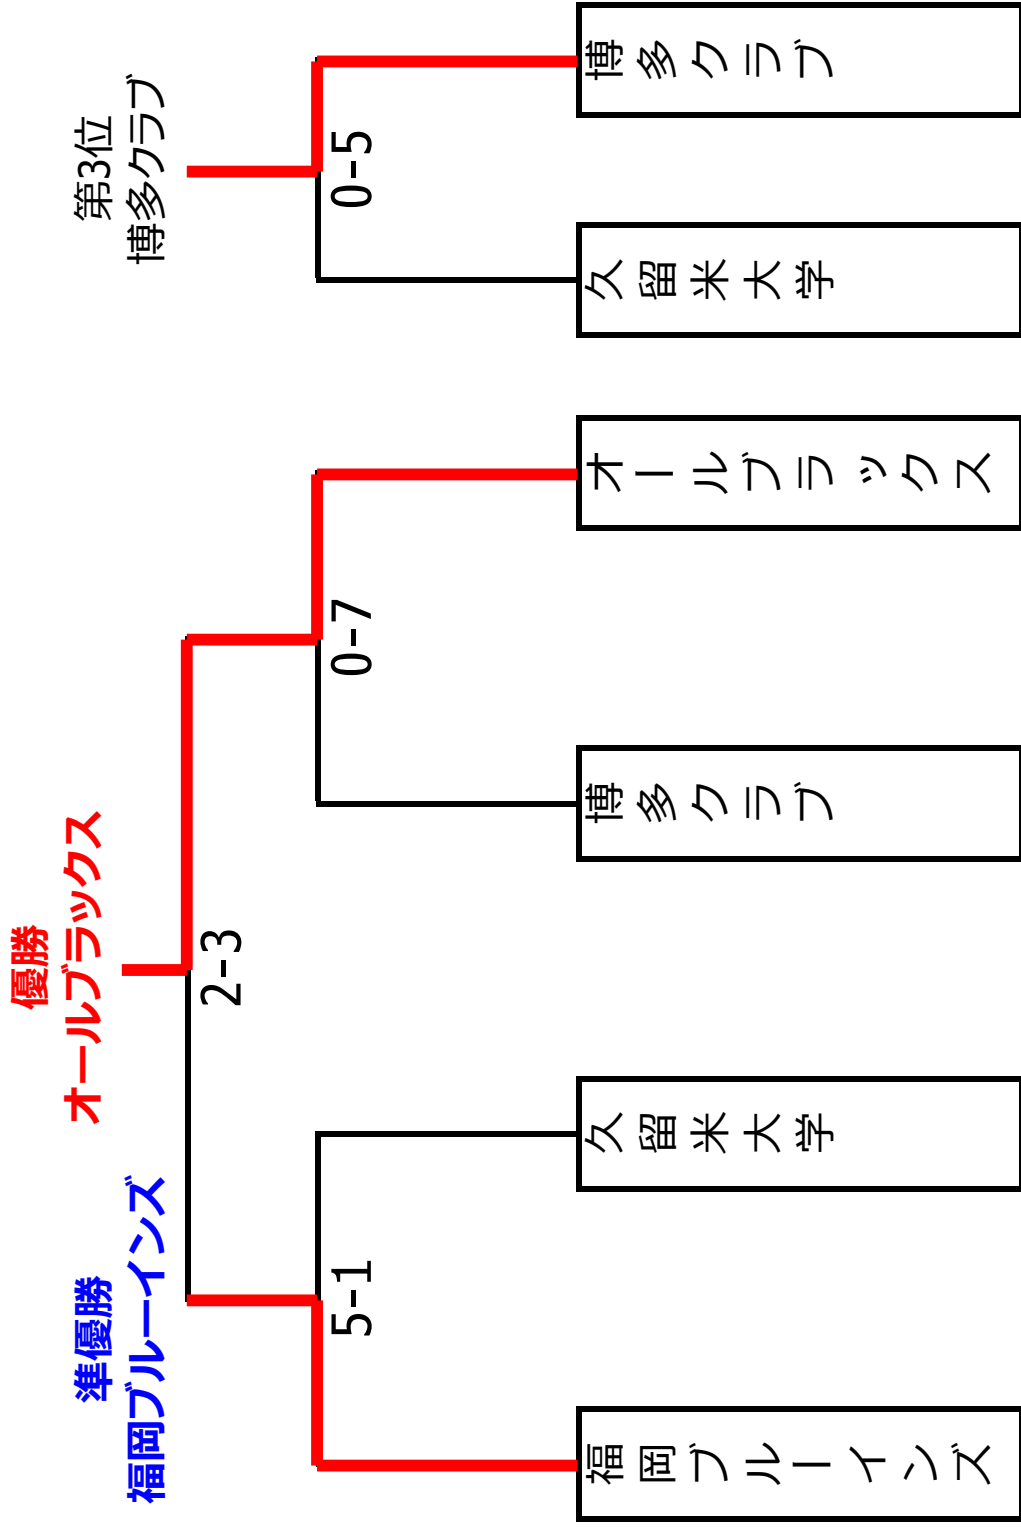 優勝
オールブラックス
準優勝
福岡ブルーインズ
第3位
博多クラブ
2-3
5-1
0-7
0-5
福岡ブルーインズ
久留米大学
博多クラブ
オールブラックス
久留米大学
博多クラブ